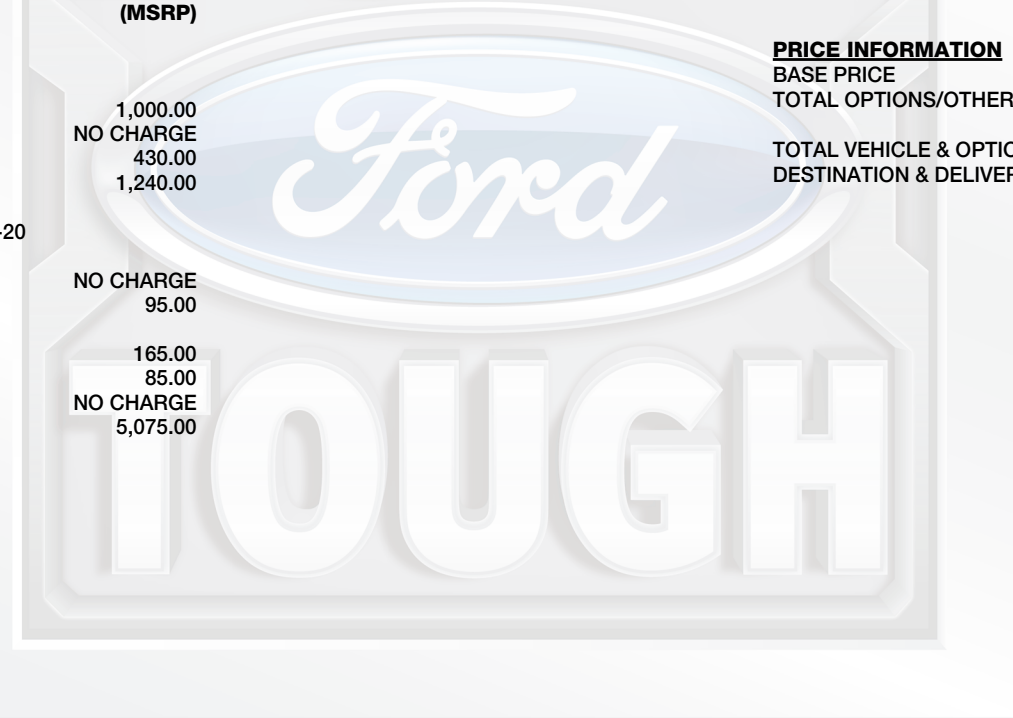 (MSRP)
1,000.00
NO CHARGE
430.00
1,240.00
-20
NO CHARGE
95.00
165.00
85.00
NO CHARGE
5,075.00
PRICE INFORMATION
BASE PRICE
TOTAL OPTIONS/OTHER
TOTAL VEHICLE & OPTIO
DESTINATION & DELIVER
Ford
TOUGH